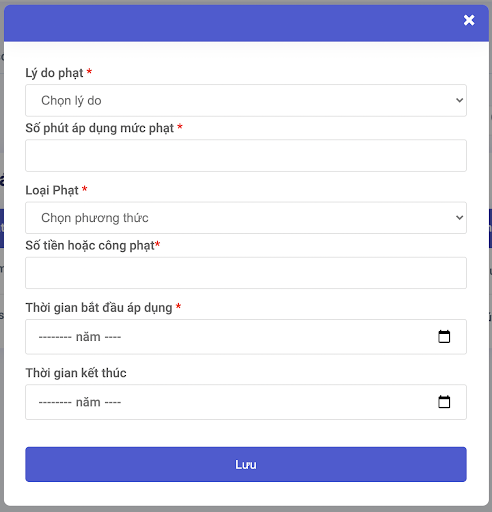 Lý do phạt *
Chọn lý do
Số phút áp dụng mức phạt *
Loại Phạt *
Chọn phương thức
Số tiền hoặc công phạt*
Thời gian bắt đầu áp dụng *
-------- năm ----
Thời gian kết thúc
-------- năm ----
Lưu